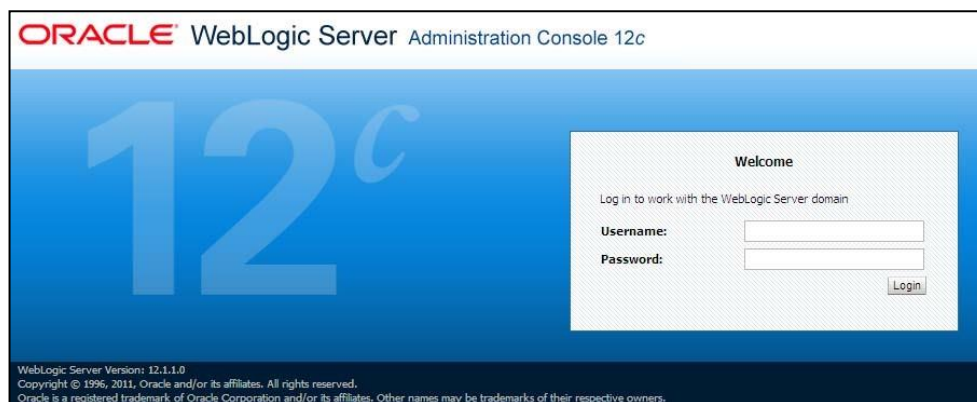 ORACLE® WebLogic Server Administration Console 12c
12c
Welcome
Log in to work with the WebLogic Server domain
Username:
Password:
Login
WebLogic Server Version: 12.1.1.0
Copyright © 1996, 2011, Oracle and/or its affiliates. All rights reserved.
Oracle is a registered trademark of Oracle Corporation and/or its affiliates. Other names may be trademarks of their respective owners.